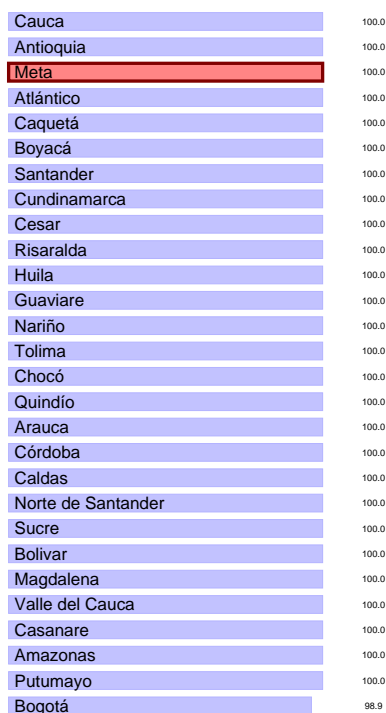 Cauca 100.0
Antioquia 100.0
Meta 100.0
Atlántico 100.0
Caquetá 100.0
Boyacá 100.0
Santander 100.0
Cundinamarca 100.0
Cesar 100.0
Risaralda 100.0
Huila 100.0
Guaviare 100.0
Nariño 100.0
Tolima 100.0
Chocó 100.0
Quindío 100.0
Arauca 100.0
Córdoba 100.0
Caldas 100.0
Norte de Santander 100.0
Sucre 100.0
Bolivar 100.0
Magdalena 100.0
Valle del Cauca 100.0
Casanare 100.0
Amazonas 100.0
Putumayo 100.0
Bogotá 98.9